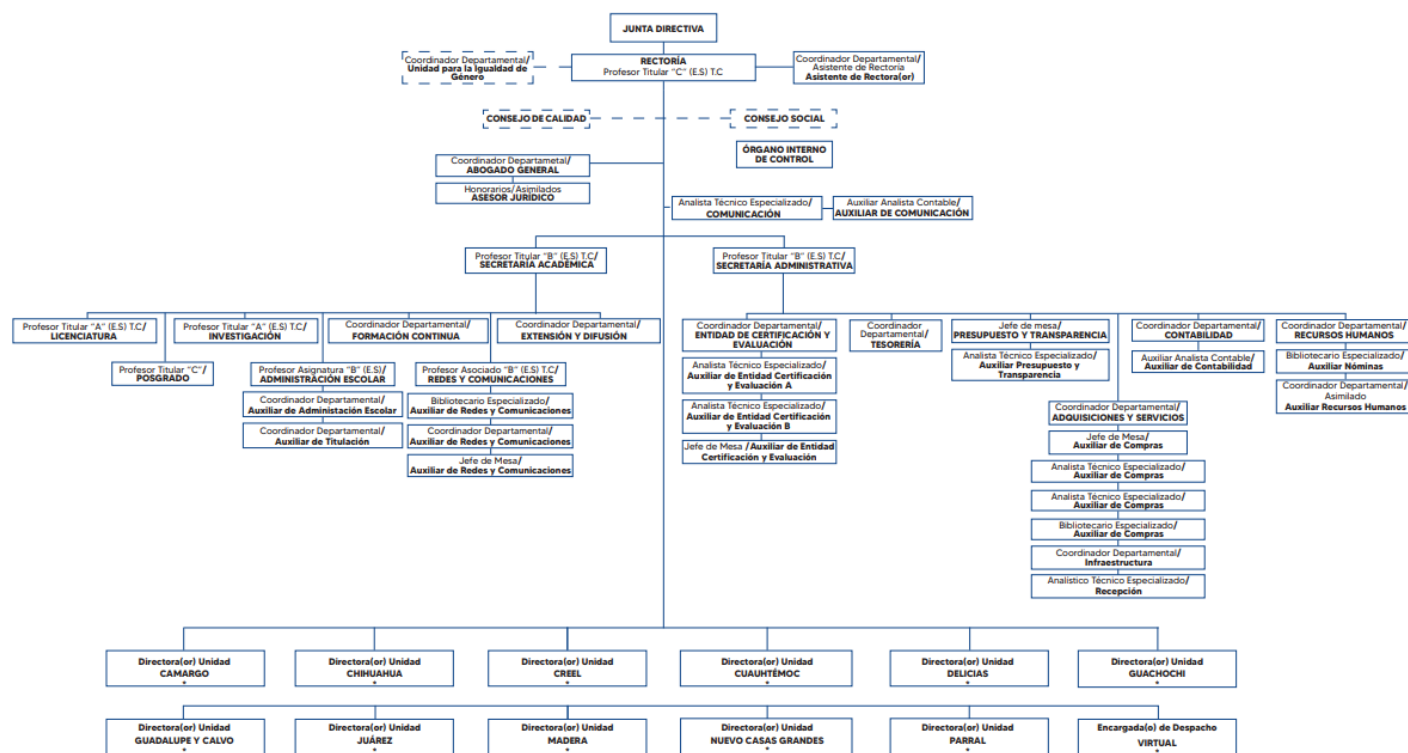 JUNTA DIRECTIVA
Coordinador Departamental/
Unidad para la Igualdad de
Género
RECTORÍA
Profesor Titular "C" (E.S) T.C
Coordinador Departamental/
Asistente de Rectoría
Asistente de Rectora(or)
CONSEJO DE CALIDAD
CONSEJO SOCIAL
ÓRGANO INTERNO
DE CONTROL
Coordinador Departametal/
ABOGADO GENERAL
Honorarios/Asimilados
ASESOR JURÍDICO
Analista Técnico Especializado/
COMUNICACIÓN
Auxiliar Analista Contable/
AUXILIAR DE COMUNICACIÓN
Profesor Titular "B" (E.S) T.C/
SECRETARÍA ACADÉMICA
Profesor Titular "B" (E.S) T.C/
SECRETARÍA ADMINISTRATIVA
Profesor Titular "A" (E.S) T.C/
LICENCIATURA
Profesor Titular "A" (E.S) T.C/
INVESTIGACIÓN
Coordinador Departamental/
FORMACIÓN CONTINUA
Coordinador Departamental/
EXTENSIÓN Y DIFUSIÓN
Profesor Titular "C"/
POSGRADO
Profesor Asignatura "B" (E.S)/
ADMINISTRACIÓN ESCOLAR
Coordinador Departamental/
Auxiliar de Administación Escolar
Coordinador Departamental/
Auxiliar de Titulación
Profesor Asociado "B" (E.S) T.C/
REDES Y COMUNICACIONES
Bibliotecario Especializado/
Auxiliar de Redes y Comunicaciones
Coordinador Departamental/
Auxiliar de Redes y Comunicaciones
Jefe de Mesa/
Auxiliar de Redes y Comunicaciones
Coordinador Departamental/
ENTIDAD DE CERTIFICACIÓN Y
EVALUACIÓN
Analista Técnico Especializado/
Auxiliar de Entidad Certificación
y Evaluación A
Analista Técnico Especializado/
Auxiliar de Entidad Certificación
y Evaluación B
Jefe de Mesa /Auxiliar de Entidad
Certificación y Evaluación
Coordinador
Departamental/
TESORERÍA
Jefe de mesa/
PRESUPUESTO Y TRANSPARENCIA
Analista Técnico Especializado/
Auxiliar Presupuesto y
Transparencia
Coordinador Departamental/
CONTABILIDAD
Auxiliar Analista Contable/
Auxiliar de Contabilidad
Coordinador Departamental/
RECURSOS HUMANOS
Bibliotecario Especializado/
Auxiliar Nóminas
Coordinador Departamental/
Asimilado
Auxiliar Recursos Humanos
Coordinador Departamental/
ADQUISICIONES Y SERVICIOS
Jefe de Mesa/
Auxiliar de Compras
Analista Técnico Especializado/
Auxiliar de Compras
Analista Técnico Especializado/
Auxiliar de Compras
Bibliotecario Especializado/
Auxiliar de Compras
Coordinador Departamental/
Infraestructura
Analístico Técnico Especializado/
Recepción
Directora(or) Unidad
CAMARGO
*
Directora(or) Unidad
CHIHUAHUA
*
Directora(or) Unidad
CREEL
*
Directora(or) Unidad
CUAUHTÉMOC
*
Directora(or) Unidad
DELICIAS
*
Directora(or) Unidad
GUACHOCHI
*
Directora(or) Unidad
GUADALUPE Y CALVO
*
Directora(or) Unidad
JUÁREZ
*
Directora(or) Unidad
MADERA
*
Directora(or) Unidad
NUEVO CASAS GRANDES
*
Directora(or) Unidad
PARRAL
*
Encargada(o) de Despacho
VIRTUAL
*